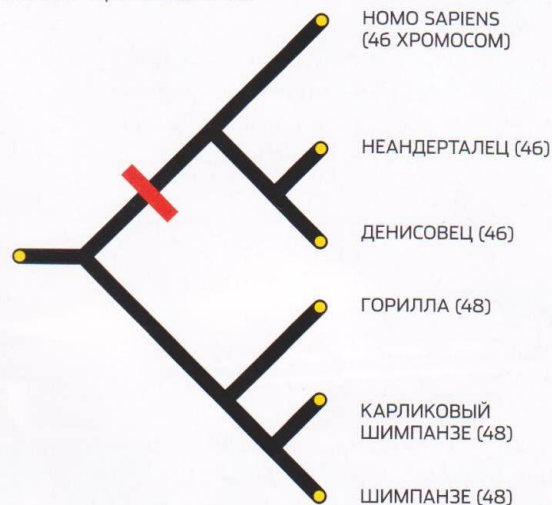 HOMO SAPIENS
(46 ХРОМОСОМ)
НЕАНДЕРТАЛЕЦ (46)
ДЕНИСОВЕЦ (46)
ГОРИЛЛА (48)
КАРЛИКОВЫЙ
ШИМПАНЗЕ (48)
ШИМПАНЗЕ (48)